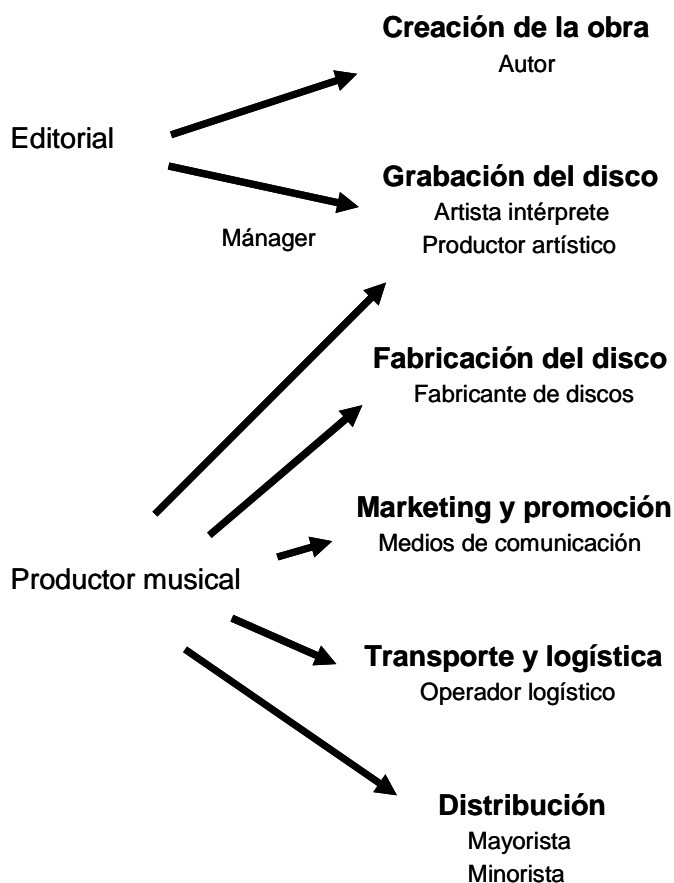 Creación de la obra
Autor
Editorial
Grabación del disco
Artista intérprete
Mánager
Productor artístico
Fabricación del disco
Fabricante de discos
Marketing y promoción
Medios de comunicación
Productor musical
Transporte y logística
Operador logístico
Distribución
Mayorista
Minorista